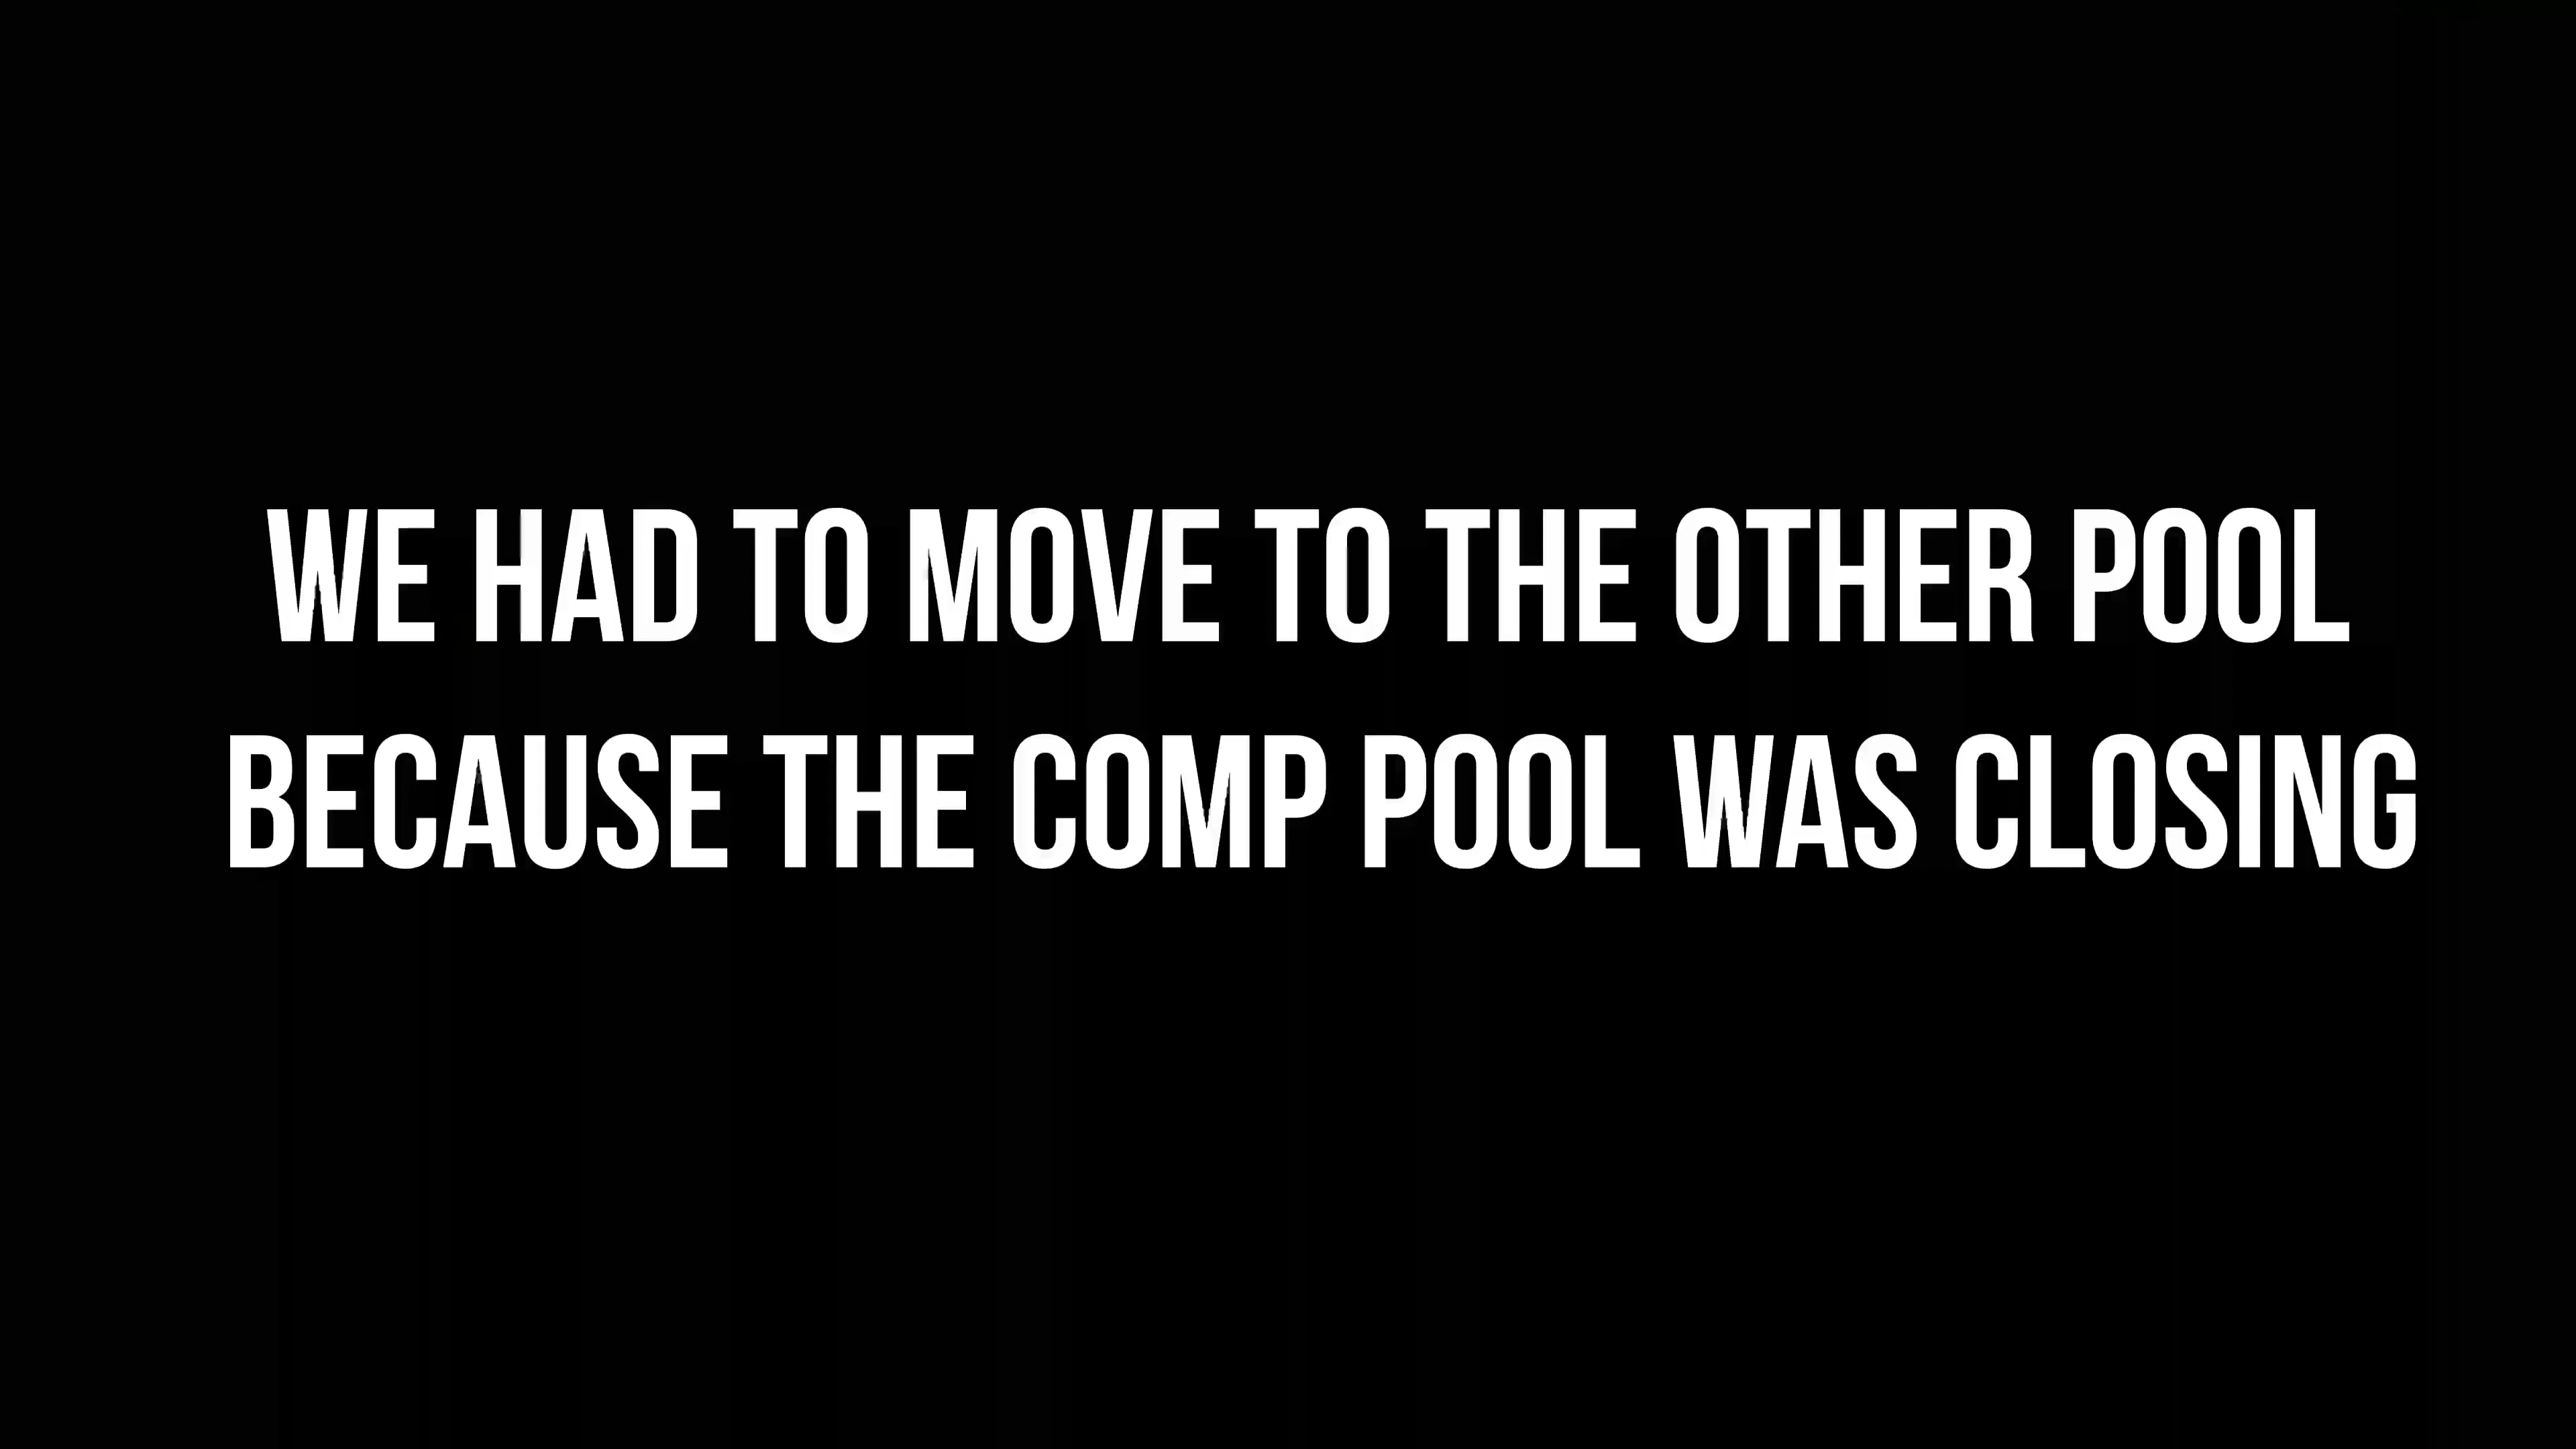 WE HAD TO MOVE TO THE OTHER POOL
BECAUSE THE COMP POOL WAS CLOSING